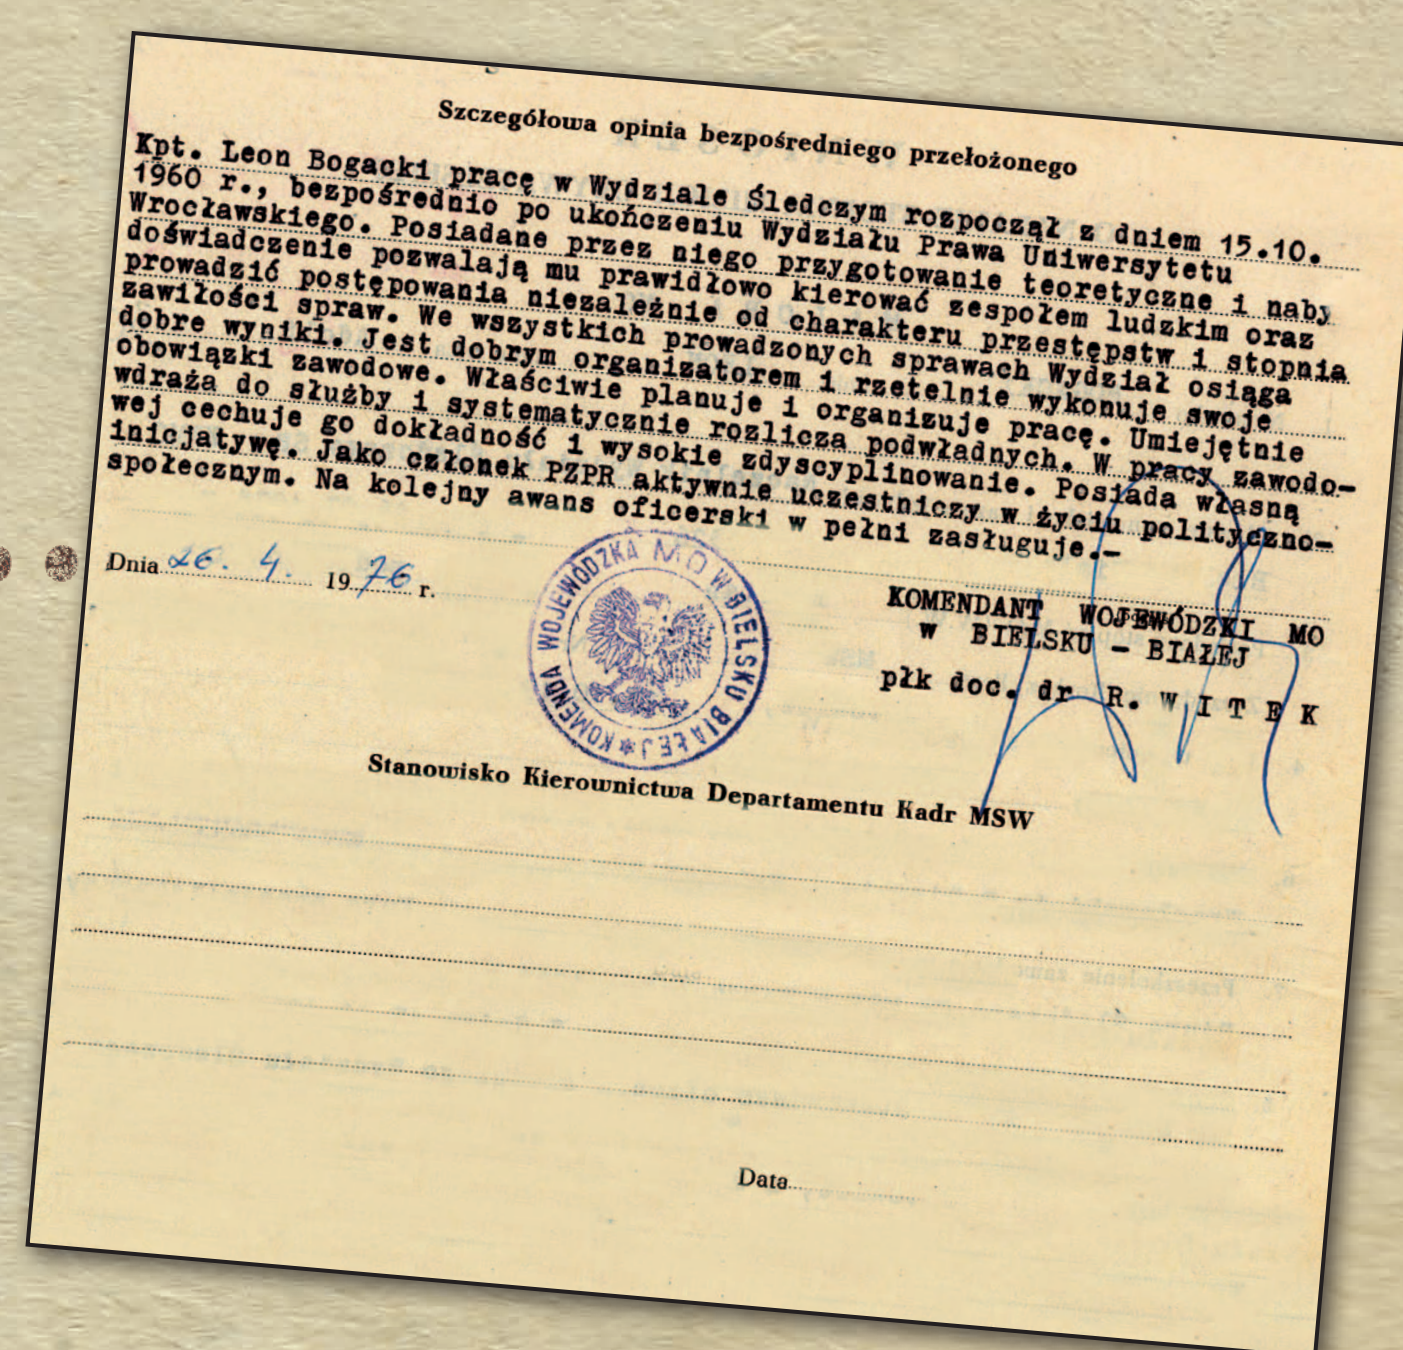 Szczegółowa opinia bezpośredniego przełożonego
Kpt. Leon Bogacki pracę w Wydziale Śledczym rozpoczął z dniem 15.10.
1960 r., bezpośrednio po ukończeniu Wydziału Prawa Uniwersytetu
Wrocławskiego. Posiadane przez niego przygotowanie teoretyczne i naby
doświadczenie pozwalają mu prawidłowo kierować zespołem ludzkim oraz
prowadzić postępowania niezależnie od charakteru przestępstw i stopnia
zawiłości spraw. We wszystkich prowadzonych sprawach Wydział osiąga
dobre wyniki. Jest dobrym organizatorem i rzetelnie wykonuje swoje
obowiązki zawodowe. Właściwie planuje i organizuje pracę. Umiejętnie
wdraża do służby i systematycznie rozlicza podwładnych. W pracy zawodo-
wej cechuje go dokładność i wysokie zdyscyplinowanie. Posiada własną
inicjatywę. Jako członek PZPR aktywnie uczestniczy w życiu polityczno-
społecznym. Na kolejny awans oficerski w pełni zasługuje.-
Dnia 26. 4. 1976 r.
KOMENDA WOJEWÓDZKA MO W BIELSKU BIAŁEJ
KOMENDANT WOJEWÓDZKI MO
w BIELSKU - BIAŁEJ
płk doc. dr R. W I T E K
Stanowisko Kierownictwa Departamentu Kadr MSW
Data